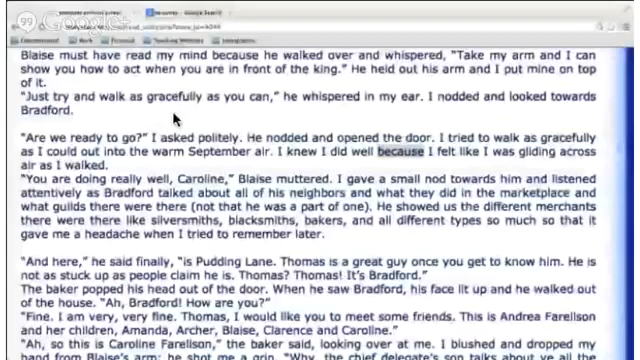 Google+
Blaise must have read my mind because he walked over and whispered, "Take my arm and I can
show you how to act when you are in front of the king." He held out his arm and I put mine on top
of it.
"Just try and walk as gracefully as you can," he whispered in my ear. I nodded and looked towards
Bradford.
"Are we ready to go?" I asked politely. He nodded and opened the door. I tried to walk as gracefully
as I could out into the warm September air. I knew I did well because I felt like I was gliding across
air as I walked.
"You are doing really well, Caroline," Blaise muttered. I gave a small nod towards him and listened
attentively as Bradford talked about all of his neighbors and what they did in the marketplace and
what guilds there were there (not that he was a part of one). He showed us the different merchants
there were there like silversmiths, blacksmiths, bakers, and all different types so much so that it
gave me a headache when I tried to remember later.
"And here," he said finally, "is Pudding Lane. Thomas is a great guy once you get to know him. He is
not as stuck up as people claim he is. Thomas? Thomas! It's Bradford."
The baker popped his head out of the door. When he saw Bradford, his face lit up and he walked out
of the house. "Ah, Bradford! How are you?"
"Fine. I am very, very fine. Thomas, I would like you to meet some friends. This is Andrea Farellson
and her children, Amanda, Archer, Blaise, Clarence and Caroline."
"Ah, so this is Caroline Farellson," the baker said, looking over at me. I blushed and dropped my
hand from Blaise's arm; he shot me a grin. "Why, the chief delegate's son talks about ye all the